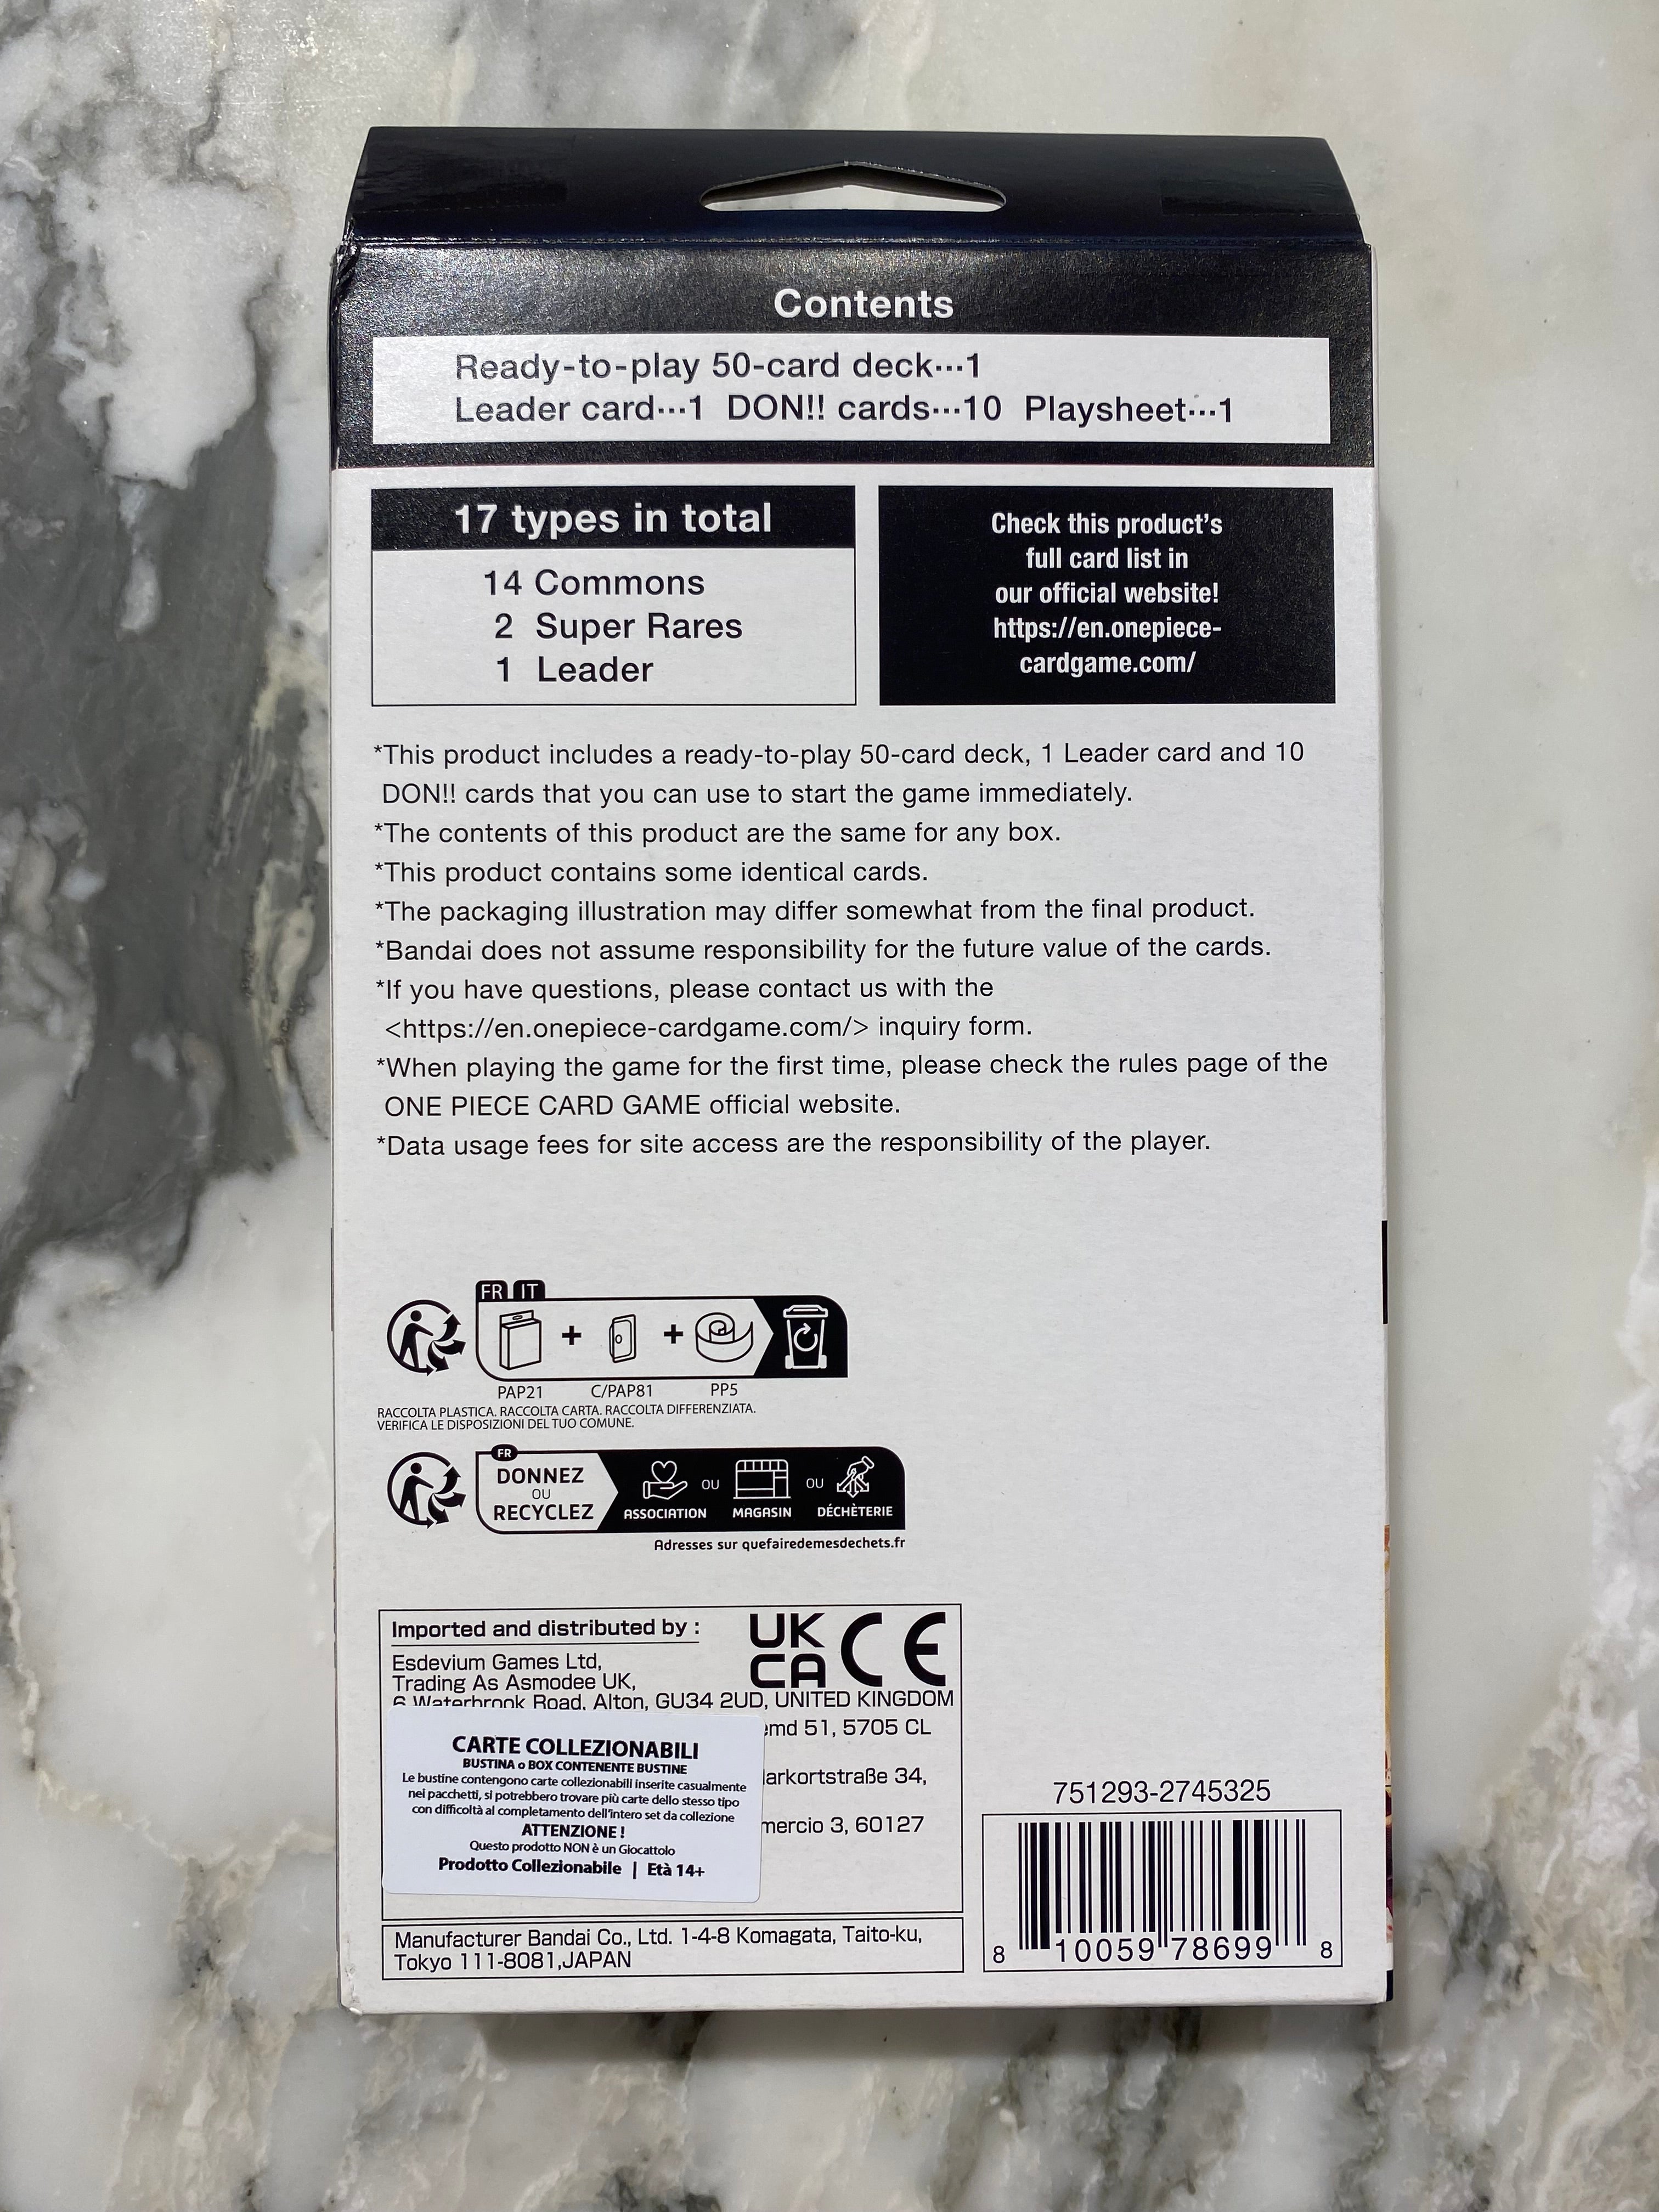 Contents
Ready-to-play 50-card deck···1
Leader card···1 DON!! cards···10 Playsheet···1
17 types in total
14 Commons
2 Super Rares
1 Leader
Check this product's
full card list in
our official website!
https://en.onepiece-
cardgame.com/
*This product includes a ready-to-play 50-card deck, 1 Leader card and 10
DON!! cards that you can use to start the game immediately.
*The contents of this product are the same for any box.
*This product contains some identical cards.
*The packaging illustration may differ somewhat from the final product.
*Bandai does not assume responsibility for the future value of the cards.
*If you have questions, please contact us with the
<https://en.onepiece-cardgame.com/> inquiry form.
*When playing the game for the first time, please check the rules page of the
ONE PIECE CARD GAME official website.
*Data usage fees for site access are the responsibility of the player.
FR IT
+ +
PAP21 C/PAP81 PP5
RACCOLTA PLASTICA. RACCOLTA CARTA. RACCOLTA DIFFERENZIATA.
VERIFICA LE DISPOSIZIONI DEL TUO COMUNE.
FR
DONNEZ
OU
RECYCLEZ
OU OU
ASSOCIATION MAGASIN DÉCHÈTERIE
Adresses sur quefairedemesdechets.fr
Imported and distributed by :
UK
CA CE
Esdevium Games Ltd,
Trading As Asmodee UK,
6 Waterbrook Road, Alton, GU34 2UD, UNITED KINGDOM
51, 5705 CL
34,
3, 60127
CARTE COLLEZIONABILI
BUSTINA o BOX CONTENENTE BUSTINE
Le bustine contengono carte collezionabili inserite casualmente
nei pacchetti, si potrebbero trovare più carte dello stesso tipo
con difficoltà al completamento dell'intero set da collezione
ATTENZIONE !
Questo prodotto NON è un Giocattolo
Prodotto Collezionabile | Età 14+
Manufacturer Bandai Co., Ltd. 1-4-8 Komagata, Taito-ku,
Tokyo 111-8081,JAPAN
751293-2745325
8 10059 78699 8